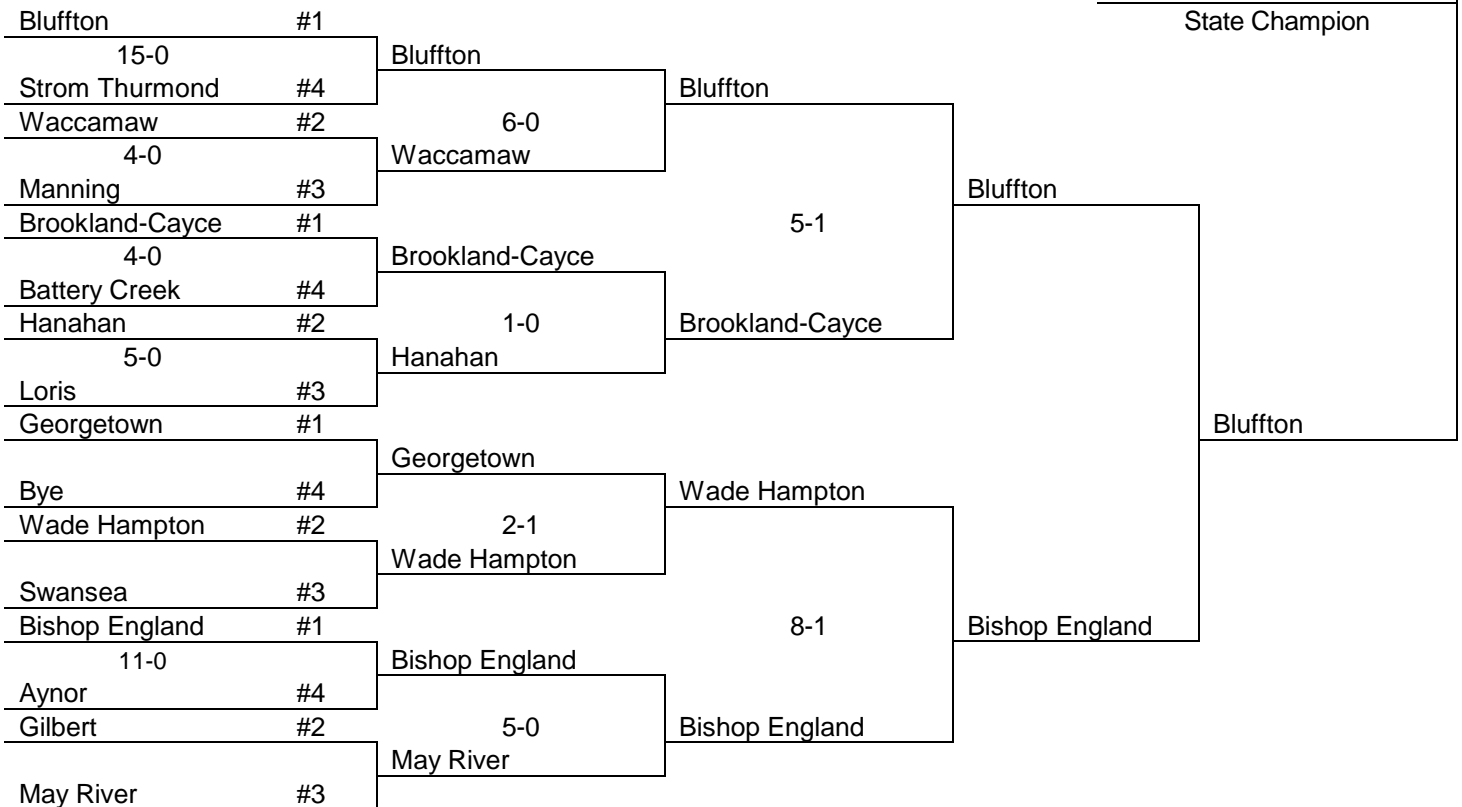 Bluffton #1 State Champion
15-0 Bluffton
Strom Thurmond #4 Bluffton
Waccamaw #2 6-0
4-0 Waccamaw
Manning #3 Bluffton
Brookland-Cayce #1 5-1
4-0 Brookland-Cayce
Battery Creek #4
Hanahan #2 1-0 Brookland-Cayce
5-0 Hanahan
Loris #3
Georgetown #1 Bluffton
Georgetown
Bye #4 Wade Hampton
Wade Hampton #2 2-1
Wade Hampton
Swansea #3
Bishop England #1 8-1 Bishop England
11-0 Bishop England
Aynor #4
Gilbert #2 5-0 Bishop England
May River
May River #3